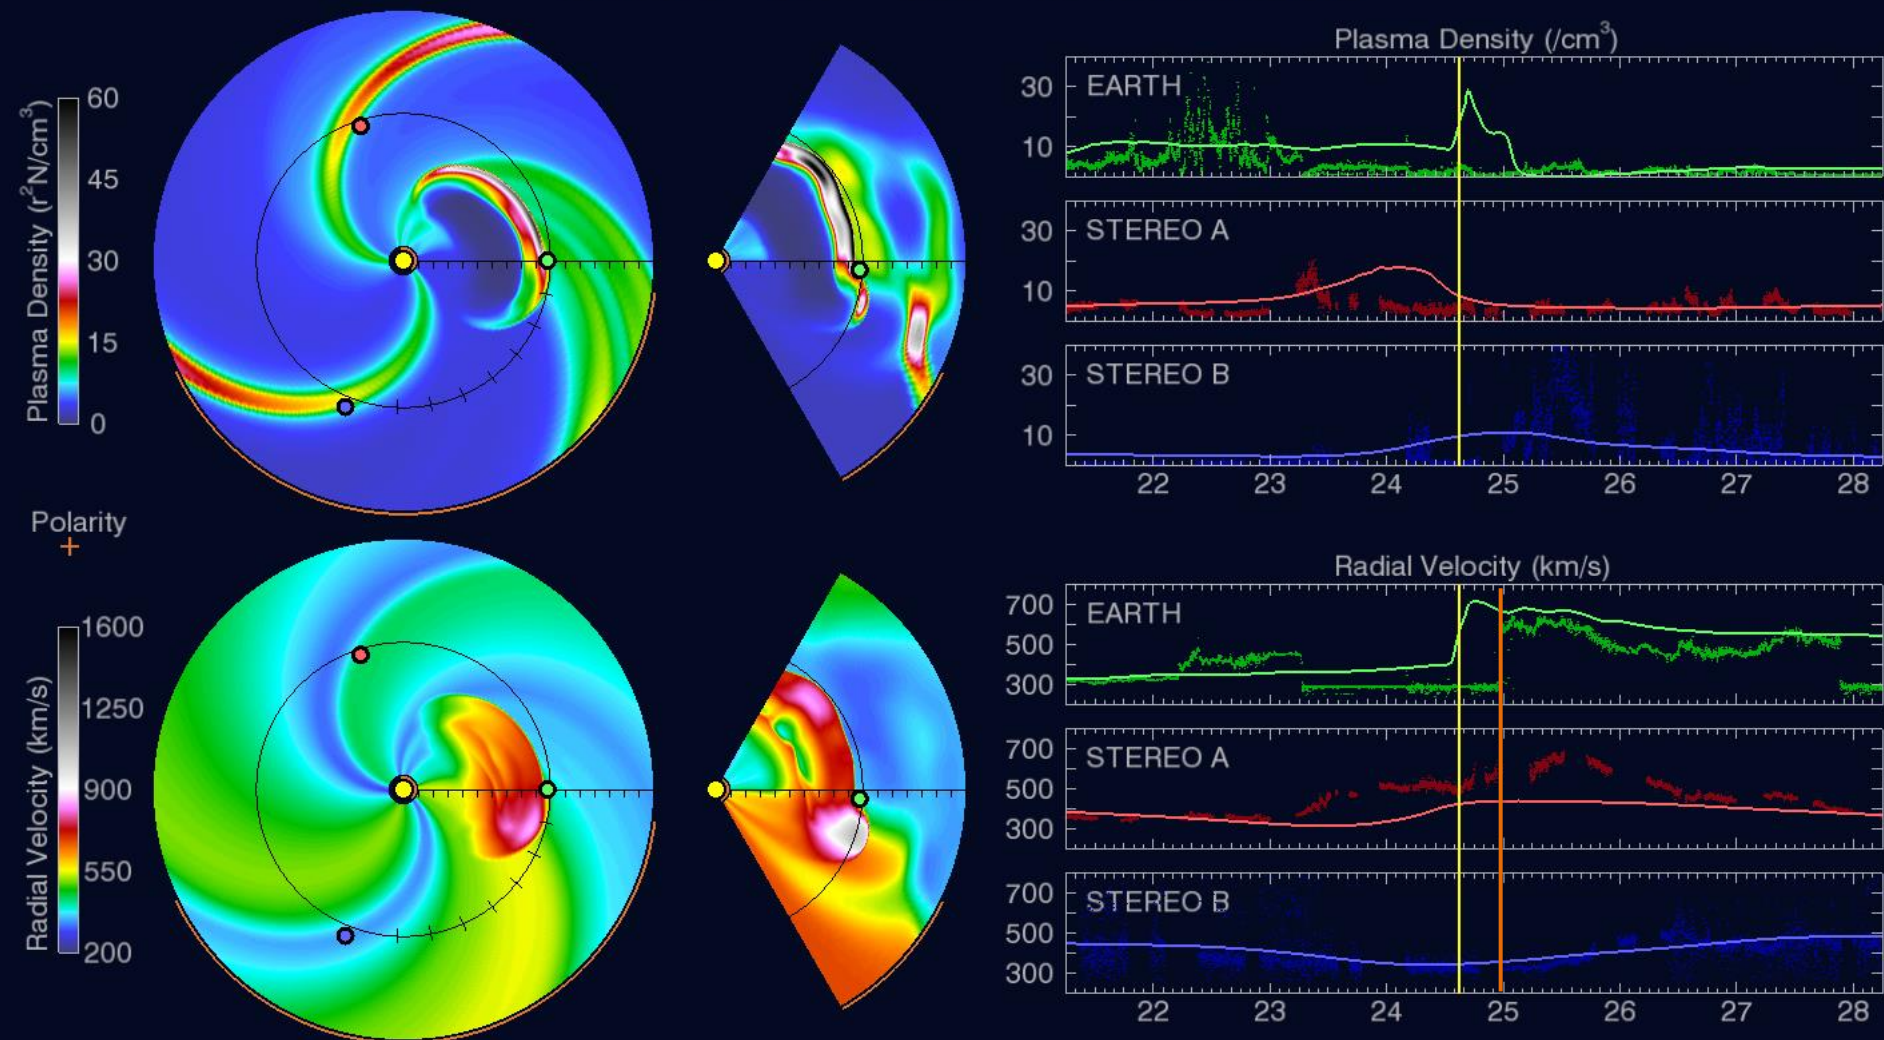 Plasma Density (r²N/cm³)
60
45
30
15
0
Plasma Density (/cm³)
EARTH
30
10
STEREO A
30
10
STEREO B
30
10
22 23 24 25 26 27 28
Polarity
+
Radial Velocity (km/s)
1600
1250
900
550
200
Radial Velocity (km/s)
EARTH
700
500
300
STEREO A
700
500
300
STEREO B
700
500
300
22 23 24 25 26 27 28